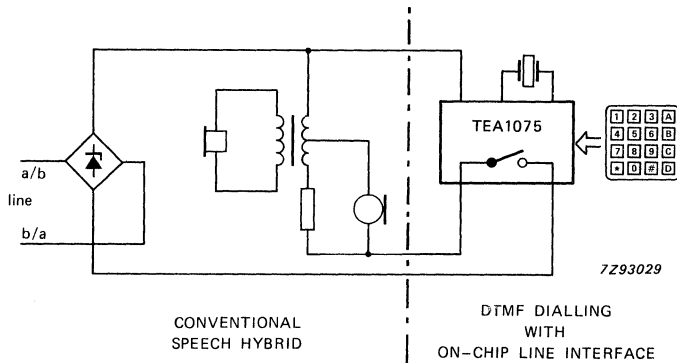 TEA1075
1 2 3 A
4 5 6 B
7 8 9 C
* 0 # D
a/b
line
b/a
7Z93029
CONVENTIONAL
SPEECH HYBRID
DTMF DIALLING
WITH
ON-CHIP LINE INTERFACE